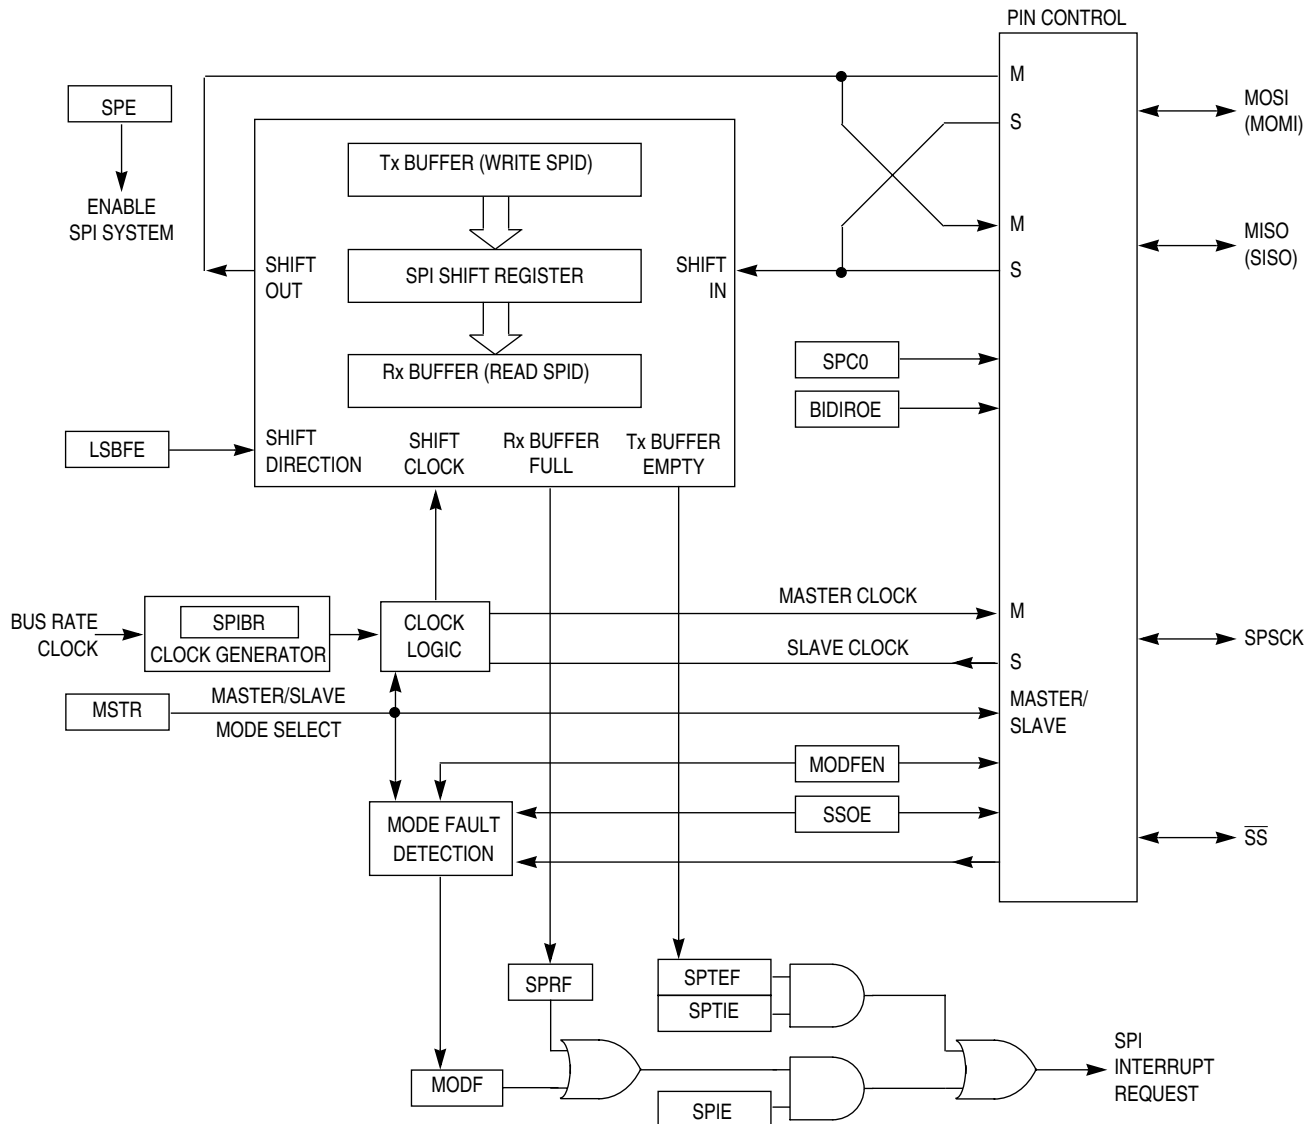 PIN CONTROL
M
MOSI
(MOMI)
SPE
S
Tx BUFFER (WRITE SPID)
ENABLE
SPI SYSTEM
M
MISO
(SISO)
SHIFT
OUT
SPI SHIFT REGISTER
SHIFT
IN
S
SPC0
Rx BUFFER (READ SPID)
BIDIROE
LSBFE
SHIFT
DIRECTION
SHIFT
CLOCK
Rx BUFFER
FULL
Tx BUFFER
EMPTY
MASTER CLOCK
M
BUS RATE
CLOCK
SPIBR
CLOCK GENERATOR
CLOCK
LOGIC
SPSCK
SLAVE CLOCK
S
MSTR
MASTER/SLAVE
MODE SELECT
MASTER/
SLAVE
MODFEN
SSOE
MODE FAULT
DETECTION
SS
SPRF
SPTEF
SPTIE
SPI
INTERRUPT
REQUEST
MODF
SPIE